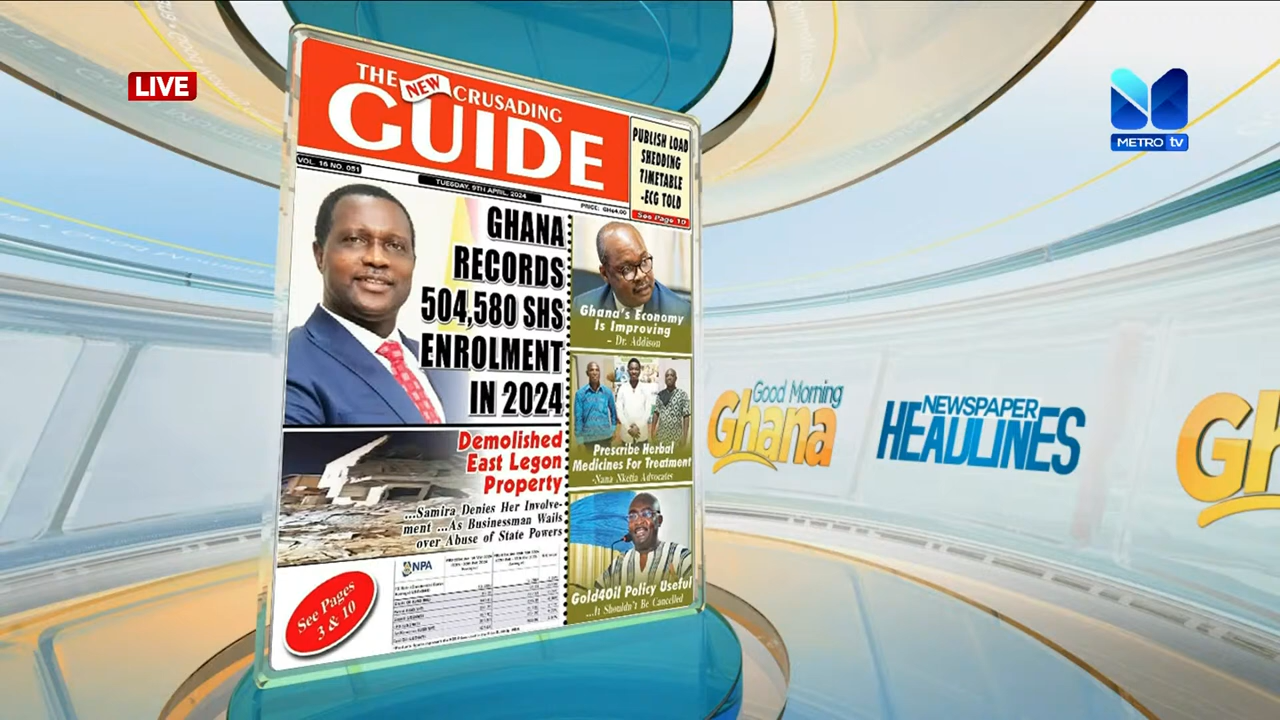 LIVE
METRO tv
THE NEW CRUSADING
GUIDE
VOL. 16 NO. 051
TUESDAY, 9TH APRIL, 2024
PRICE: GH¢4.00
PUBLISH LOAD
SHEDDING
TIMETABLE
-ECG TOLD
See Page 10
GHANA
RECORDS
504,580 SHS
ENROLMENT
IN 2024
Demolished
East Legon
Property
...Samira Denies Her Involve-
ment ...As Businessman Wails
over Abuse of State Powers
See Pages
3 & 10
NPA
Ghana's Economy
Is Improving
- Dr. Addison
Prescribe Herbal
Medicines For Treatment
-Nana Nketia Advocates
Gold4Oil Policy Useful
...It Shouldn't Be Cancelled
Good Morning
Ghana
NEWSPAPER
HEADLINES